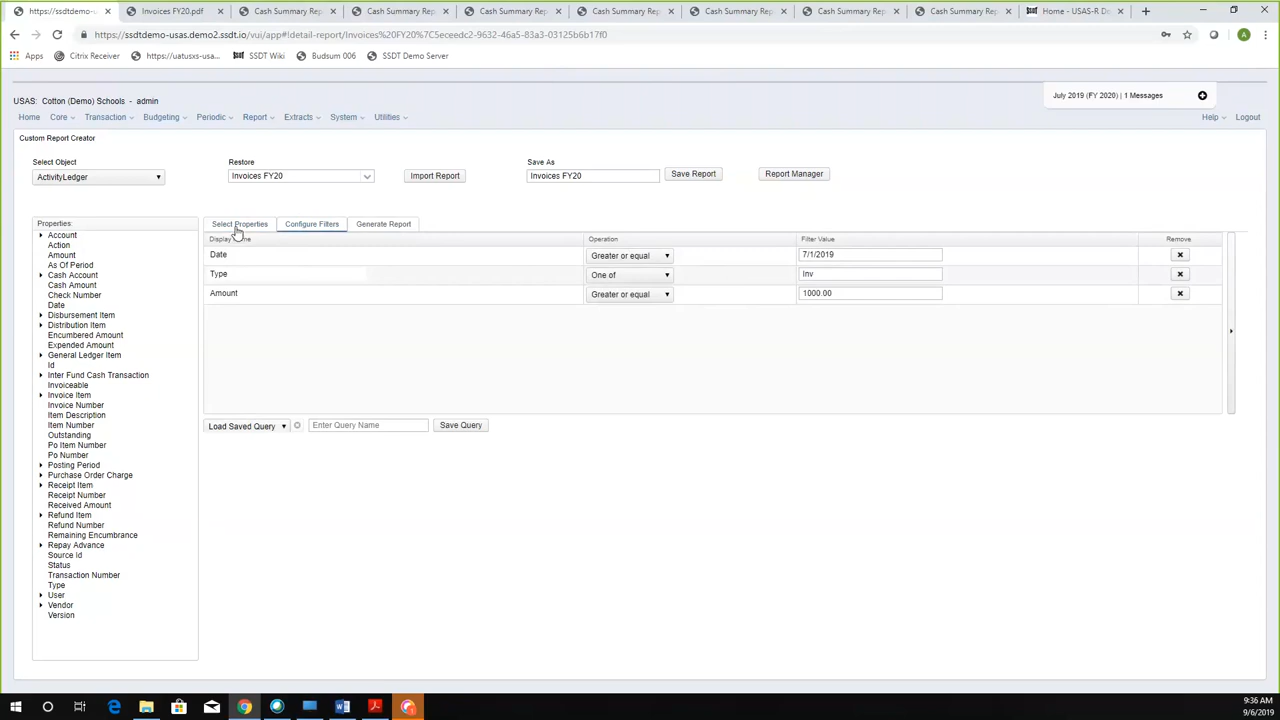 https://ssdtdemo-u
Invoices FY20.pdf
Cash Summary Rep
Cash Summary Rep
Cash Summary Rep
Cash Summary Rep
Cash Summary Rep
Cash Summary Rep
Cash Summary Rep
Home - USAS-R Do
https://ssdtdemo-usas.demo2.ssdt.io/vui/app#!detail-report/Invoices%20FY20%7C5eceedc2-9632-46a5-83a3-03125b6b17f0
Apps
Citrix Receiver
https://uatusxs-usa...
SSDT Wiki
Budsum 0800
SSDT Demo Server
USAS: Cotton (Demo) Schools - admin
July 2019 (FY 2020) | 1 Messages
Home Core Transaction Budgeting Periodic Report Extracts System Utilities Help Logout
Custom Report Creator
Select Object
Restore
Save As
ActivityLedger
Invoices FY20
Import Report
Invoices FY20
Save Report
Report Manager
Properties
Select Properties
Configure Filters
Generate Report
Account
Action
Amount
As Of Period
Cash Account
Cash Amount
Check Number
Date
Disbursement Item
Distribution Item
Encumbered Amount
Expended Amount
General Ledger Item
Id
Inter Fund Cash Transaction
Invoiceable
Invoice Item
Invoice Number
Item Description
Item Number
Outstanding
Po Item Number
Po Number
Posting Period
Purchase Order Charge
Receipt Item
Receipt Number
Received Amount
Refund Item
Refund Number
Remaining Encumbrance
Repay Advance
Source Id
Status
Transaction Number
Type
User
Vendor
Version
Operation Filter Value Remove
Date Greater or equal 7/1/2019
Type One of Inv
Amount Greater or equal 1000.00
Load Saved Query
Enter Query Name
Save Query
9:36 AM
9/6/2019